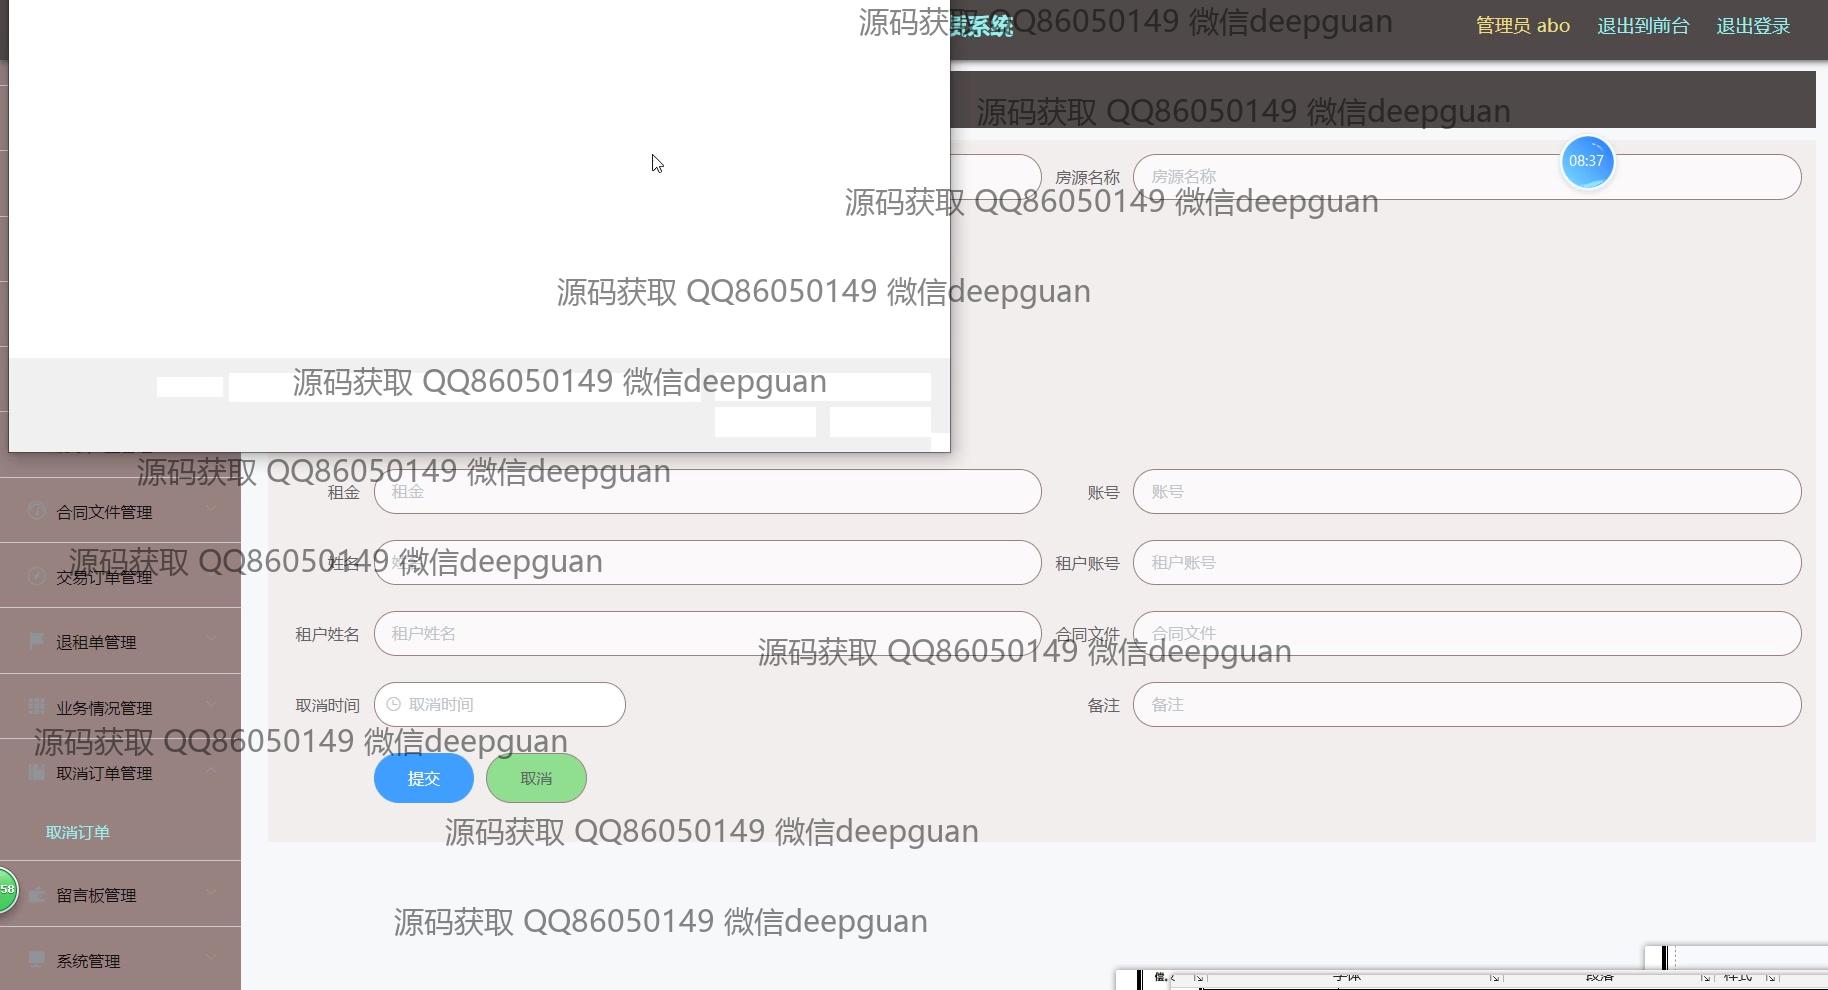 系统
管理员 abo
退出到前台
退出登录
源码获取 QQ86050149 微信deepguan
源码获取 QQ86050149 微信deepguan
08:37
房源名称
房源名称
源码获取 QQ86050149 微信deepguan
源码获取 QQ86050149 微信deepguan
源码获取 QQ86050149 微信deepguan
源码获取 QQ86050149 微信deepguan
租金
租金
账号
账号
合同文件管理
源码获取 QQ86050149 微信deepguan
姓名
租户账号
租户账号
交易订单管理
租户姓名
租户姓名
合同文件
合同文件
退租单管理
源码获取 QQ86050149 微信deepguan
取消时间
取消时间
备注
备注
业务情况管理
源码获取 QQ86050149 微信deepguan
取消订单管理
提交
取消
取消订单
源码获取 QQ86050149 微信deepguan
58
留言板管理
源码获取 QQ86050149 微信deepguan
系统管理
字体
段落
样式